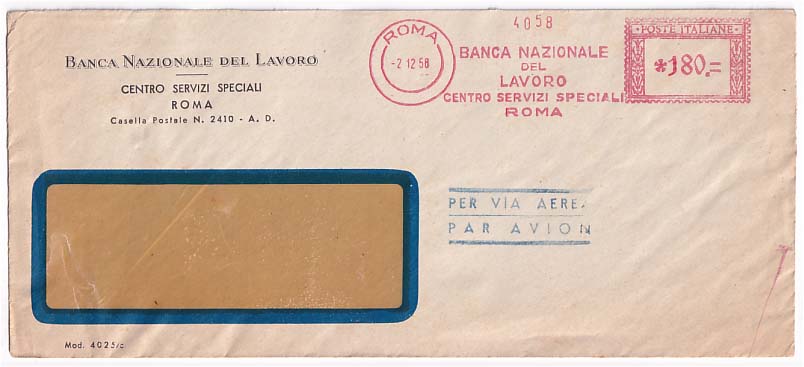 BANCA NAZIONALE DEL LAVORO
CENTRO SERVIZI SPECIALI
ROMA
Casella Postale N. 2410 - A. D.
4058
ROMA
-2 12 58
BANCA NAZIONALE
DEL
LAVORO
CENTRO SERVIZI SPECIALI
ROMA
·POSTE ITALIANE·
*180.=
PER VIA AERE
PAR AVION
Mod. 4025/c